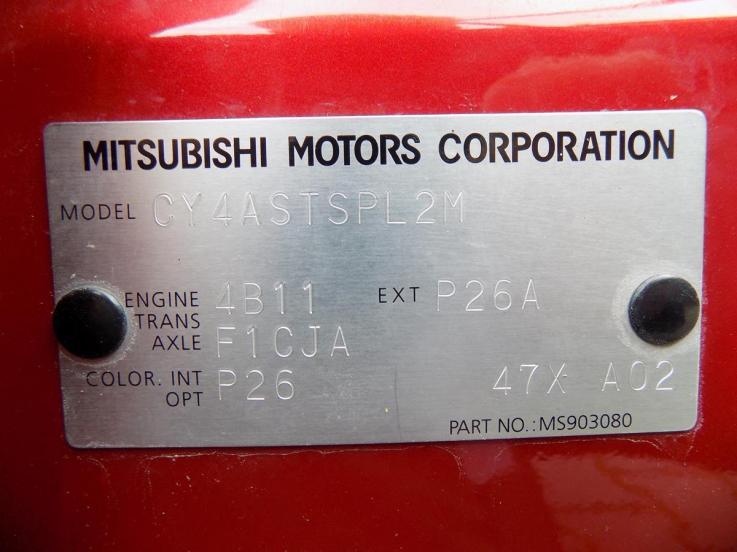 MITSUBISHI MOTORS CORPORATION
MODEL CY4ASTSPL2M
ENGINE 4B11 EXT P26A
TRANS
AXLE F1CJA
COLOR. INT P26 47X A02
OPT
PART NO.:MS903080